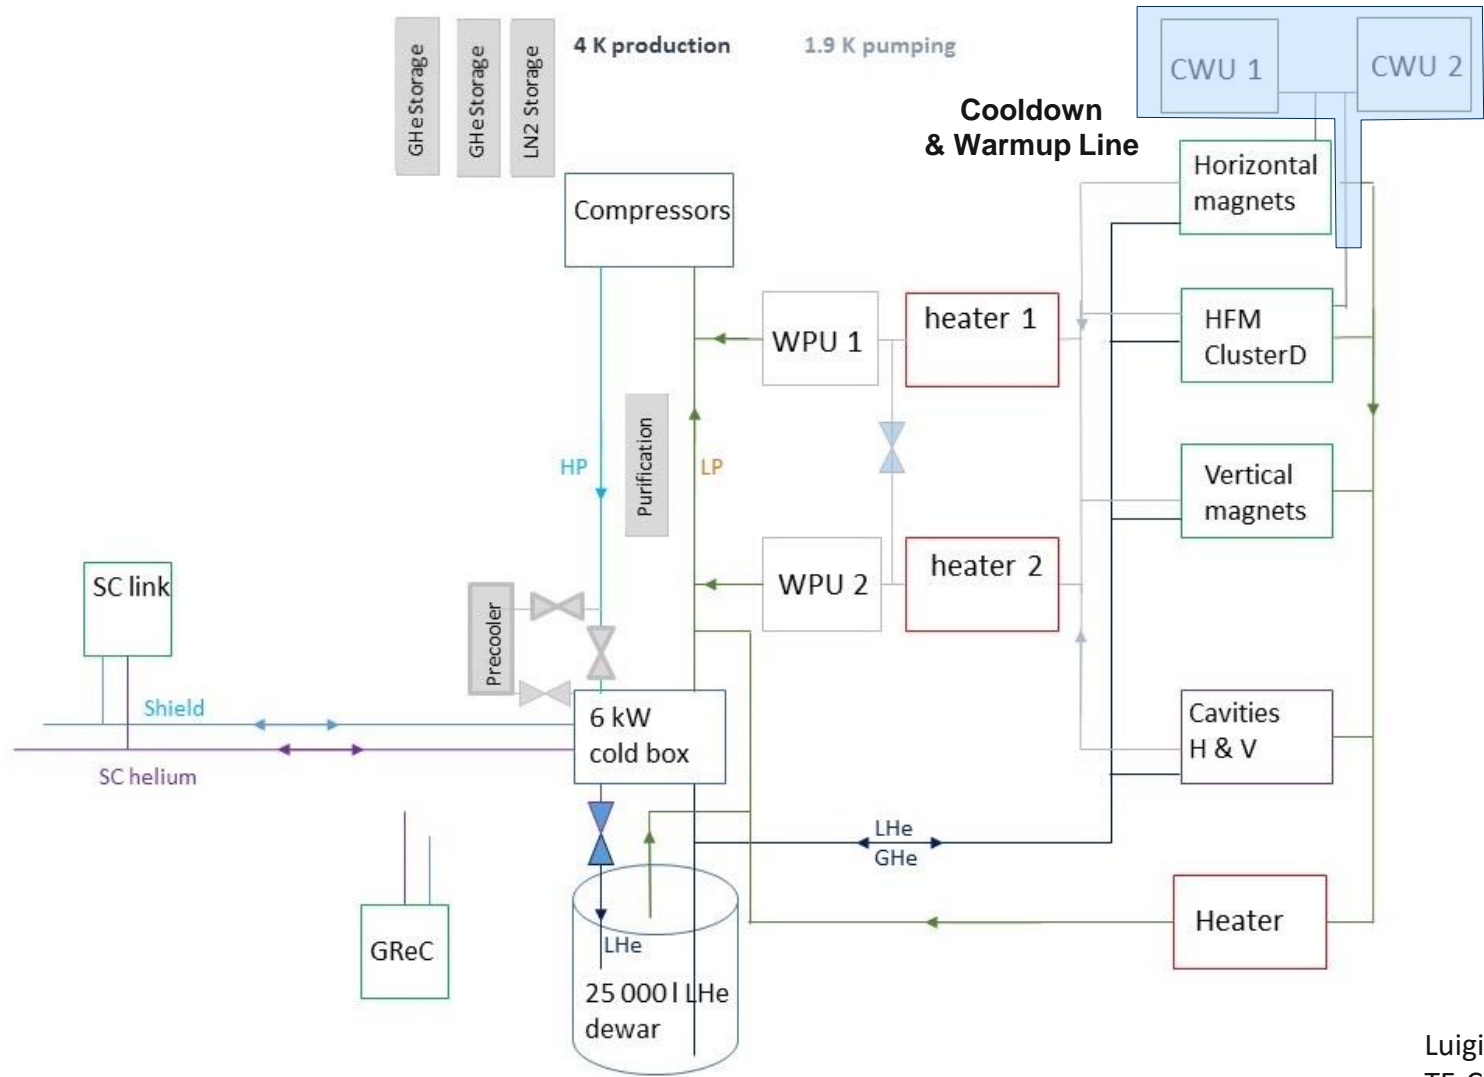 GHe Storage
GHe Storage
LN2 Storage
4 K production
1.9 K pumping
CWU 1
CWU 2
Cooldown
& Warmup Line
Horizontal
magnets
Compressors
WPU 1
heater 1
HFM
ClusterD
HP
Purification
LP
Vertical
magnets
SC link
Precooler
WPU 2
heater 2
Shield
SC helium
6 kW
cold box
Cavities
H & V
LHe
GHe
GReC
LHe
25 000 l LHe
dewar
Heater
Luigi